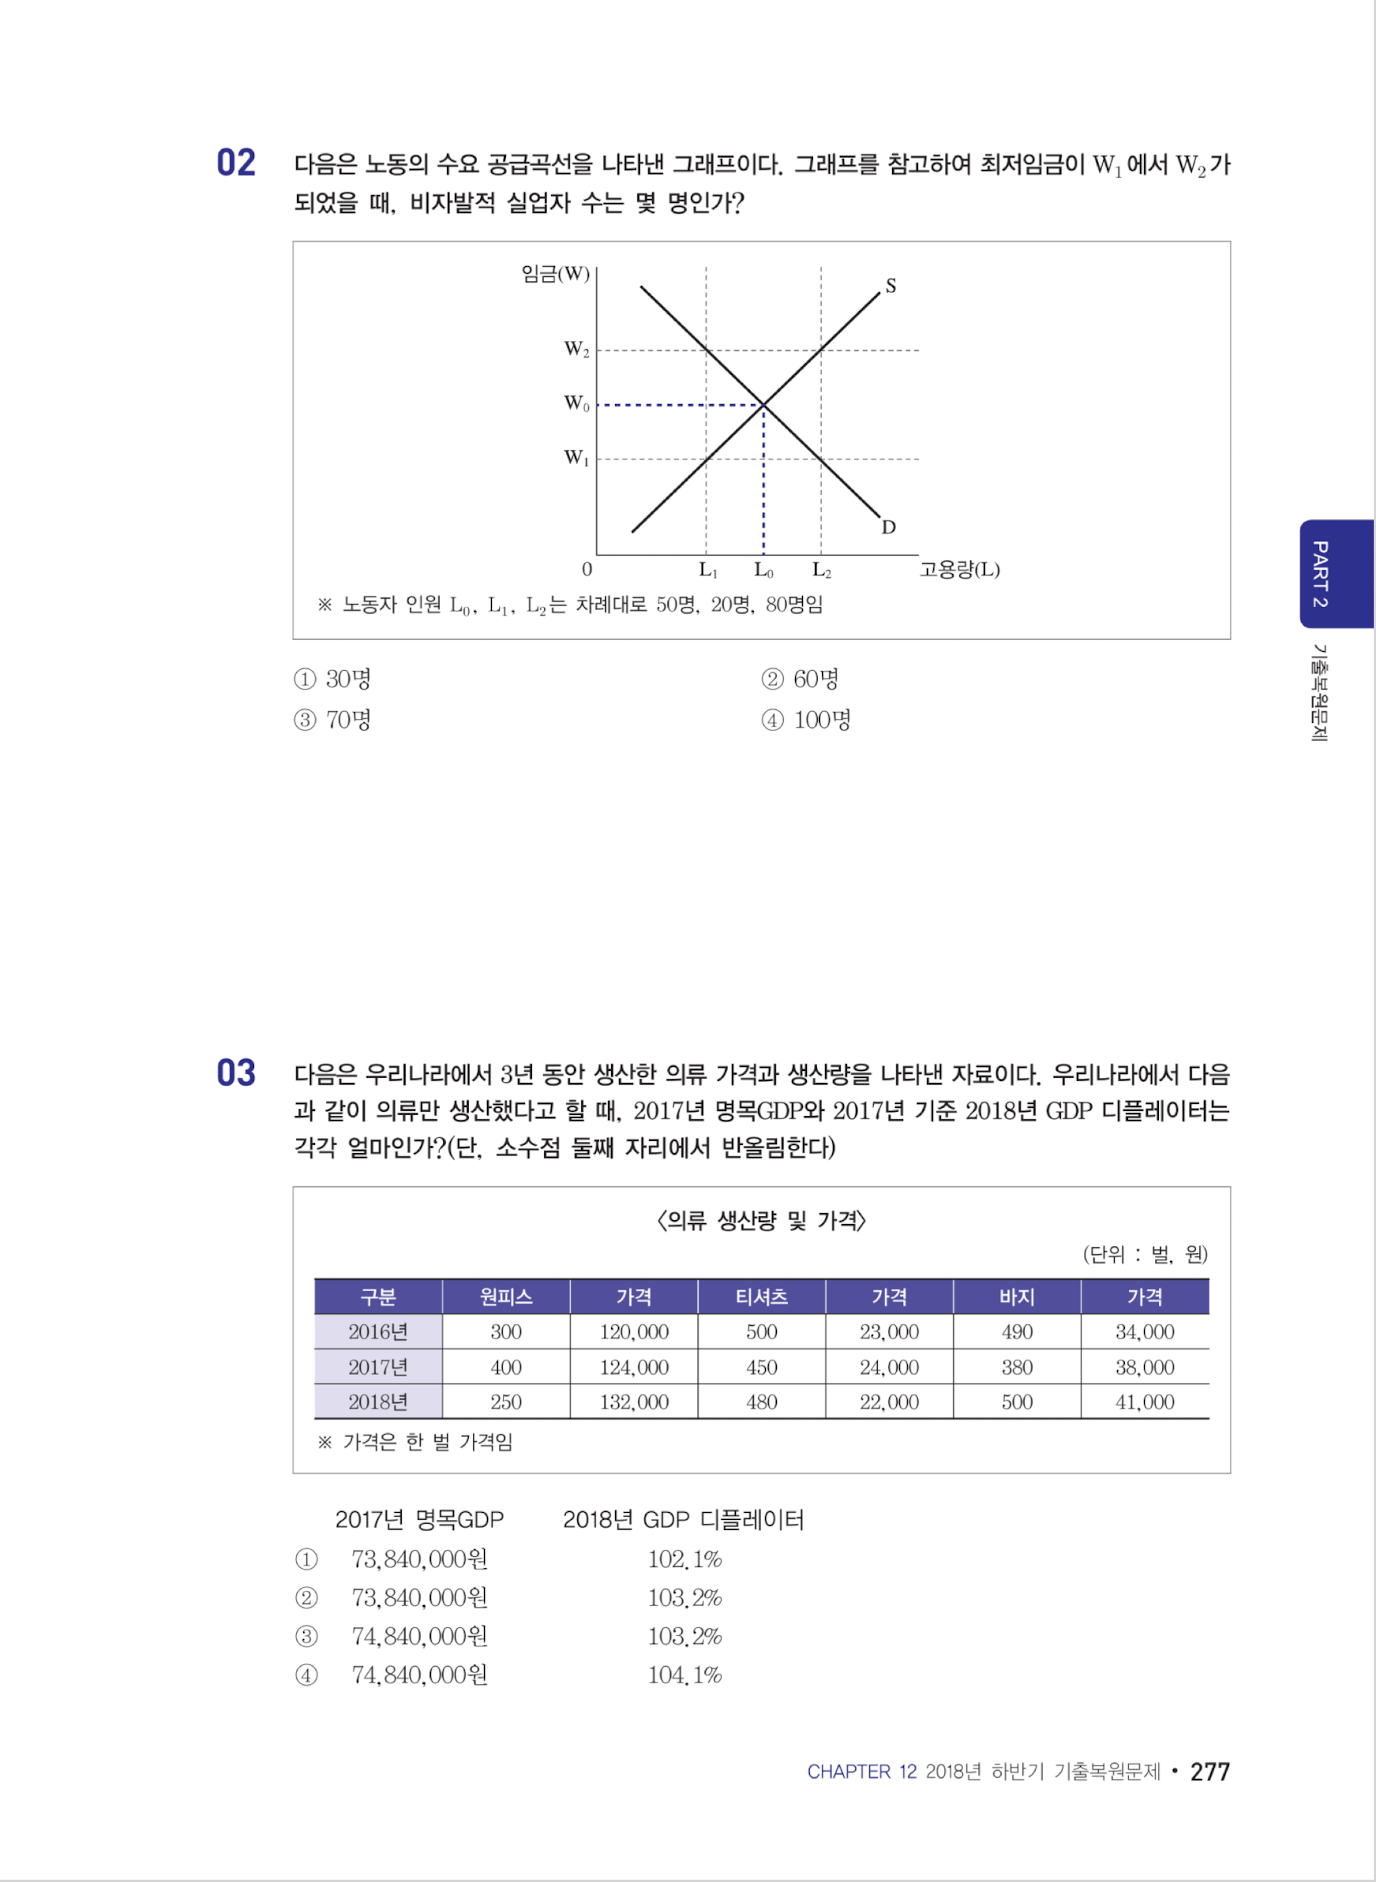 02 다음은 노동의 수요 공급곡선을 나타낸 그래프이다. 그래프를 참고하여 최저임금이 W₁에서 W₂가
되었을 때, 비자발적 실업자 수는 몇 명인가?
임금(W)
S
W₂
W₀
W₁
D
0 L₁ L₀ L₂ 고용량(L)
※ 노동자 인원 L₀, L₁, L₂는 차례대로 50명, 20명, 80명임
① 30명 ② 60명
③ 70명 ④ 100명
PART 2
기출복원문제
03 다음은 우리나라에서 3년 동안 생산한 의류 가격과 생산량을 나타낸 자료이다. 우리나라에서 다음
과 같이 의류만 생산했다고 할 때, 2017년 명목GDP와 2017년 기준 2018년 GDP 디플레이터는
각각 얼마인가?(단, 소수점 둘째 자리에서 반올림한다)
〈의류 생산량 및 가격〉
(단위 : 벌, 원)
구분 원피스 가격 티셔츠 가격 바지 가격
2016년 300 120,000 500 23,000 490 34,000
2017년 400 124,000 450 24,000 380 38,000
2018년 250 132,000 480 22,000 500 41,000
※ 가격은 한 벌 가격임
2017년 명목GDP 2018년 GDP 디플레이터
① 73,840,000원 102.1%
② 73,840,000원 103.2%
③ 74,840,000원 103.2%
④ 74,840,000원 104.1%
CHAPTER 12 2018년 하반기 기출복원문제 • 277